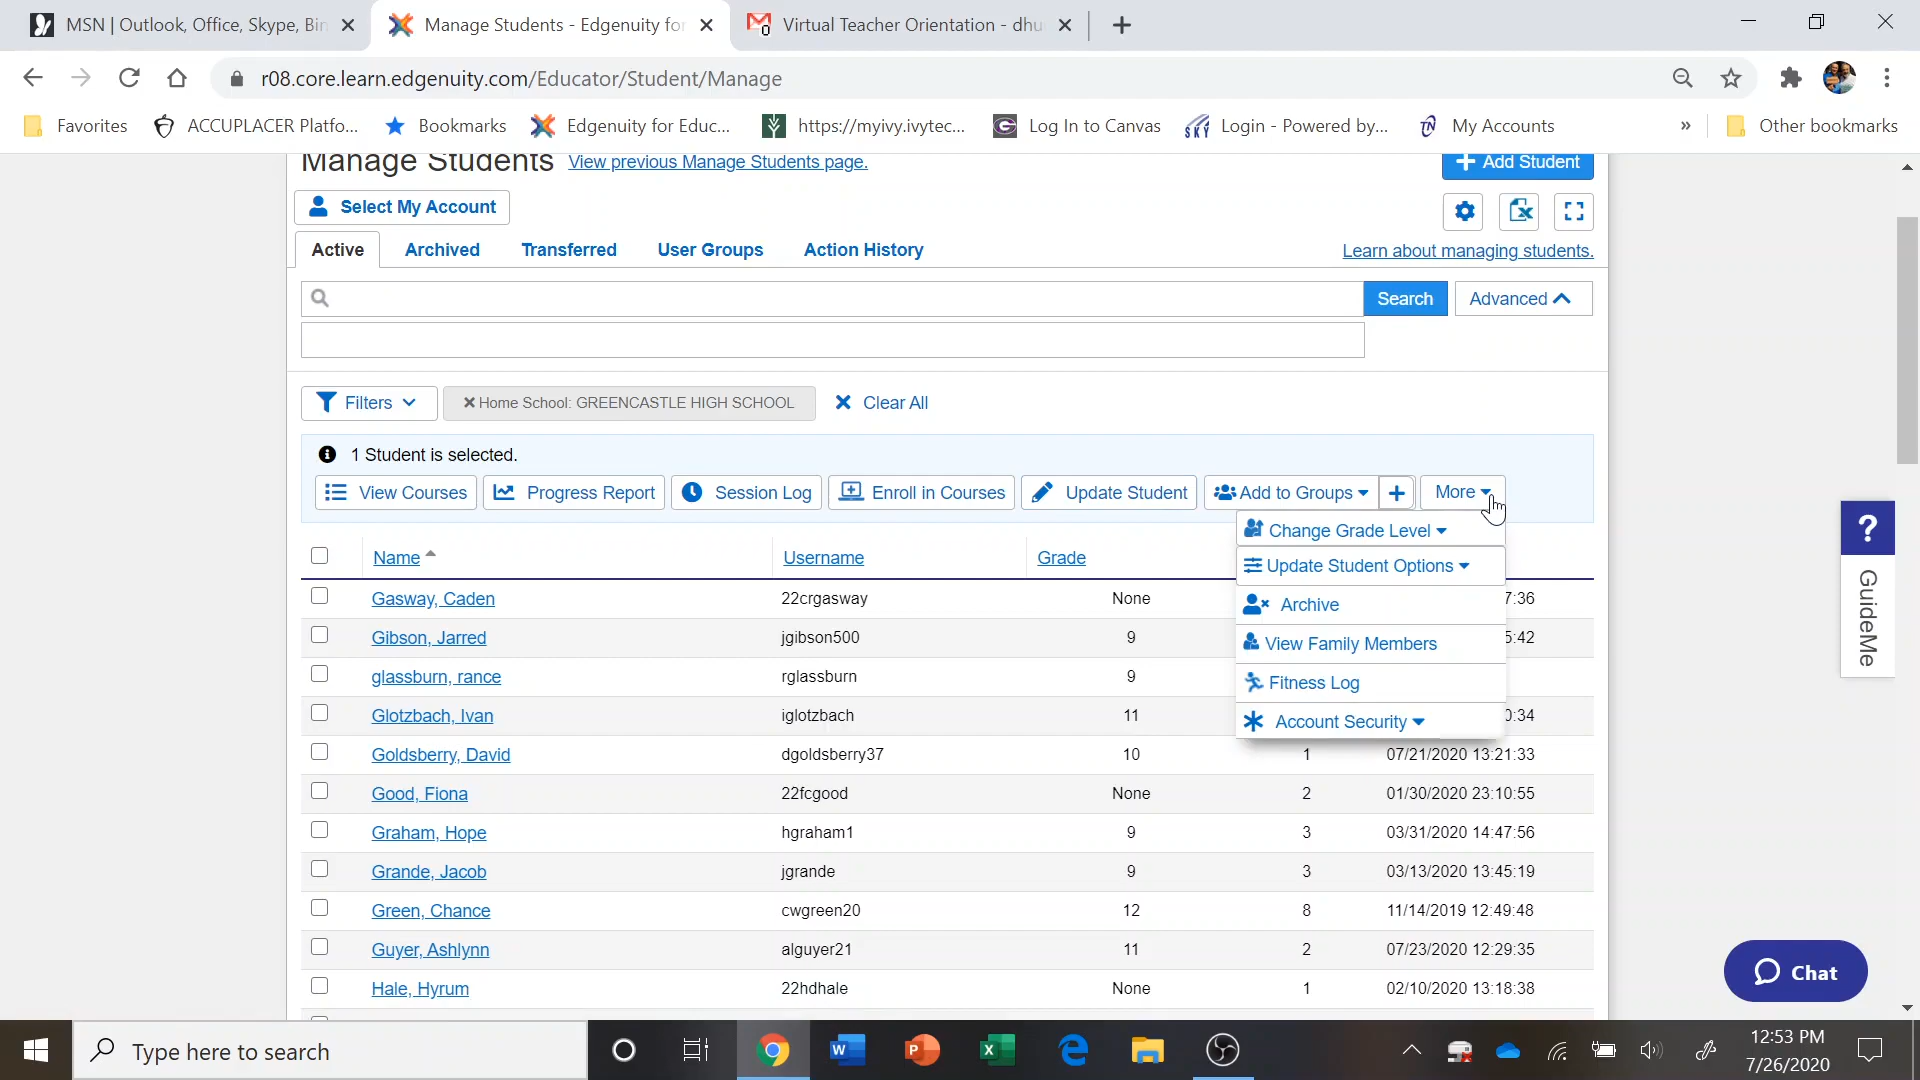 MSN | Outlook, Office, Skype, Bin
Manage Students - Edgenuity for
Virtual Teacher Orientation - dhu
r08.core.learn.edgenuity.com/Educator/Student/Manage
Favorites
ACCUPLACER Platfo...
Bookmarks
Edgenuity for Educ...
https://myivy.ivytec...
Log In to Canvas
SKY
Login - Powered by...
My Accounts
»
Other bookmarks
Manage Students
View previous Manage Students page.
+ Add Student
Select My Account
Active
Archived
Transferred
User Groups
Action History
Learn about managing students.
Search
Advanced
Filters
× Home School: GREENCASTLE HIGH SCHOOL
Clear All
1 Student is selected.
View Courses
Progress Report
Session Log
Enroll in Courses
Update Student
Add to Groups
+
More
Change Grade Level
Update Student Options
Archive
View Family Members
Fitness Log
Account Security
Name
Username
Grade
Gasway, Caden 22crgasway None 7:36
Gibson, Jarred jgibson500 9 5:42
glassburn, rance rglassburn 9
Glotzbach, Ivan iglotzbach 11 0:34
Goldsberry, David dgoldsberry37 10 1 07/21/2020 13:21:33
Good, Fiona 22fcgood None 2 01/30/2020 23:10:55
Graham, Hope hgraham1 9 3 03/31/2020 14:47:56
Grande, Jacob jgrande 9 3 03/13/2020 13:45:19
Green, Chance cwgreen20 12 8 11/14/2019 12:49:48
Guyer, Ashlynn alguyer21 11 2 07/23/2020 12:29:35
Hale, Hyrum 22hdhale None 1 02/10/2020 13:18:38
?
GuideMe
Chat
Type here to search
12:53 PM
7/26/2020